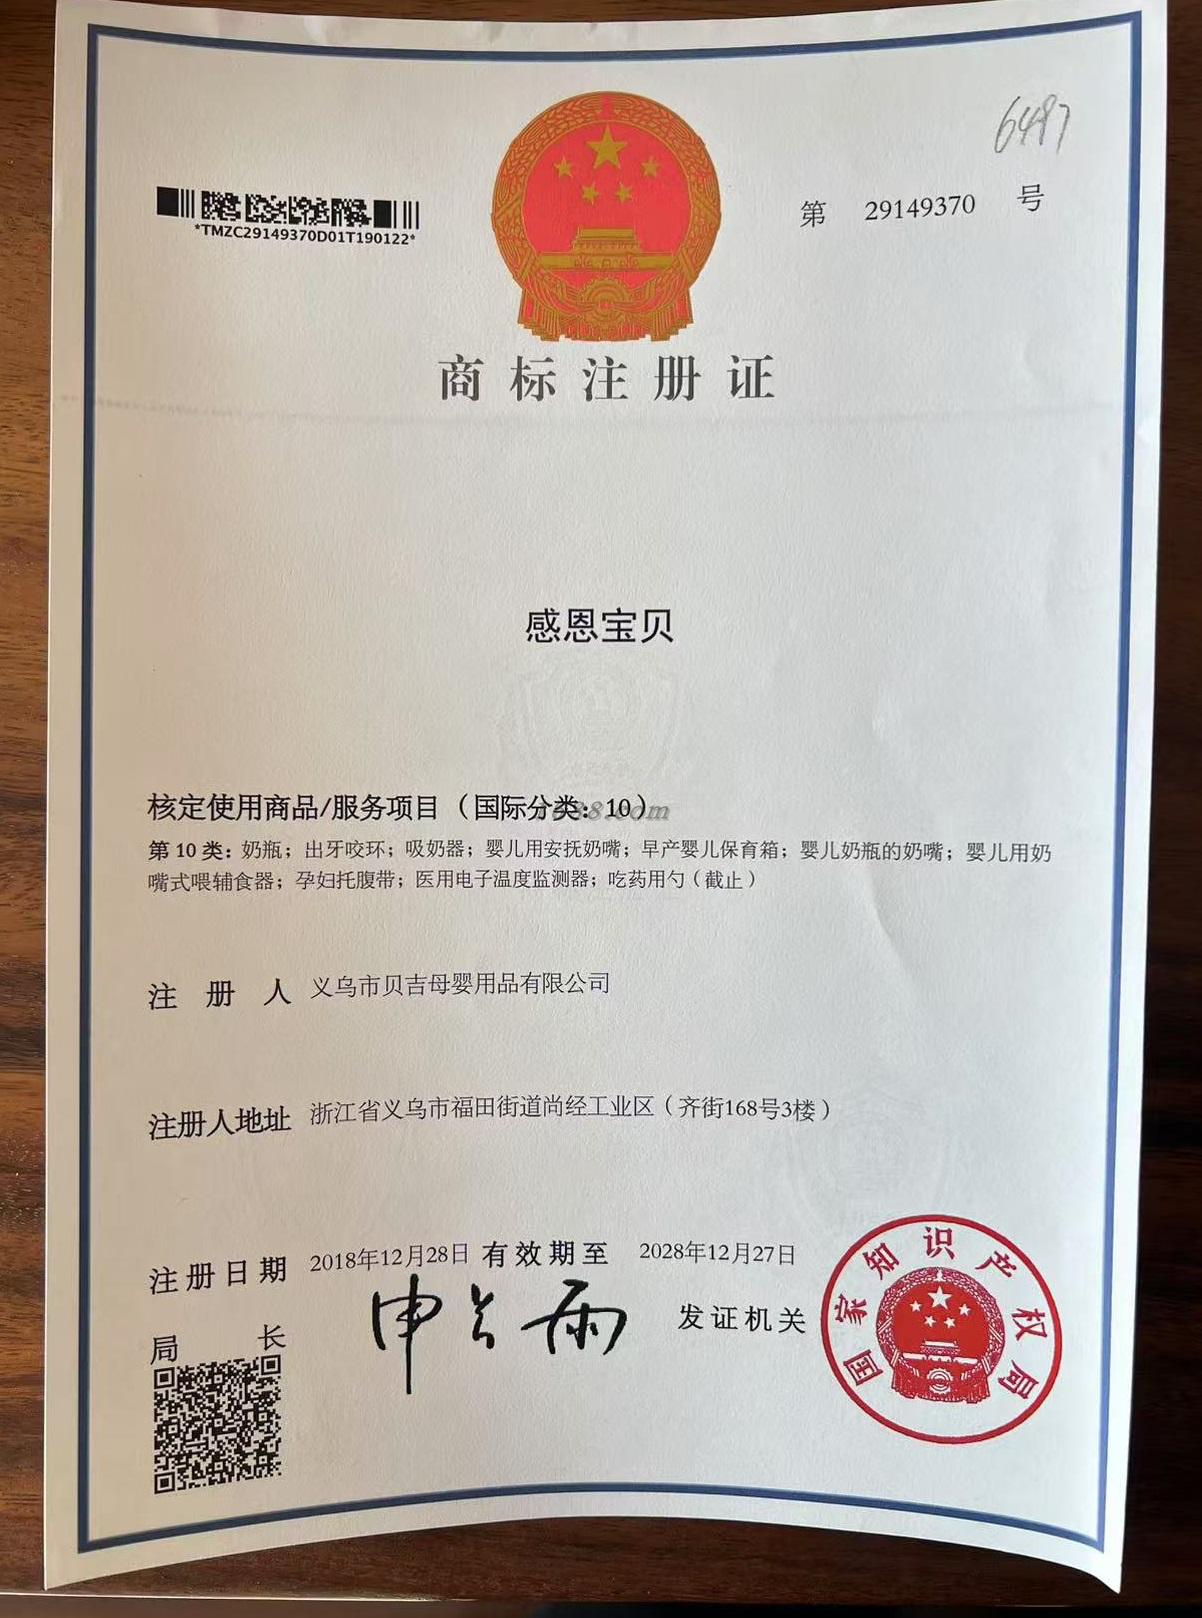 6497
*TMZC29149370D01T190122*
第 29149370 号
商标注册证
感恩宝贝
核定使用商品/服务项目（国际分类：10）
1688.com
第 10 类：奶瓶；出牙咬环；吸奶器；婴儿用安抚奶嘴；早产婴儿保育箱；婴儿奶瓶的奶嘴；婴儿用奶
嘴式喂辅食器；孕妇托腹带；医用电子温度监测器；吃药用勺（截止）
注册人 义乌市贝吉母婴用品有限公司
注册人地址 浙江省义乌市福田街道尚经工业区（齐街168号3楼）
注册日期 2018年12月28日 有效期至 2028年12月27日
局长 申长雨 发证机关
国家知识产权局